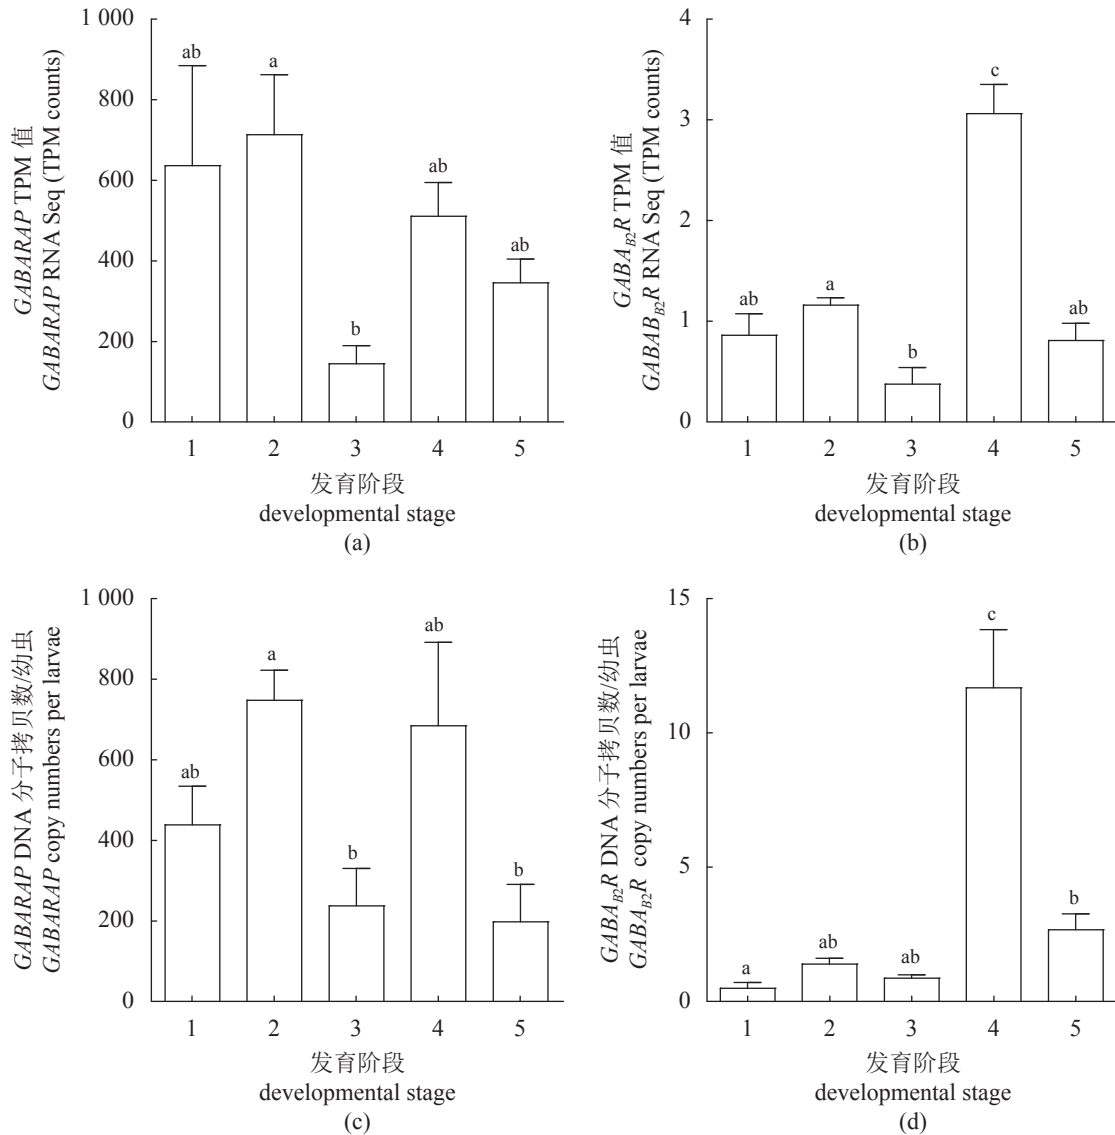 GABARAP TPM 值
GABARAP RNA Seq (TPM counts)
1 000
800
600
400
200
0
ab
a
b
ab
ab
1 2 3 4 5
发育阶段
developmental stage
(a)
GABA_B2R TPM 值
GABAB_B2R RNA Seq (TPM counts)
4
3
2
1
0
ab
a
b
c
ab
1 2 3 4 5
发育阶段
developmental stage
(b)
GABARAP DNA 分子拷贝数/幼虫
GABARAP copy numbers per larvae
1 000
800
600
400
200
0
ab
a
b
ab
b
1 2 3 4 5
发育阶段
developmental stage
(c)
GABA_B2R DNA 分子拷贝数/幼虫
GABA_B2R copy numbers per larvae
15
10
5
0
a
ab
ab
c
b
1 2 3 4 5
发育阶段
developmental stage
(d)